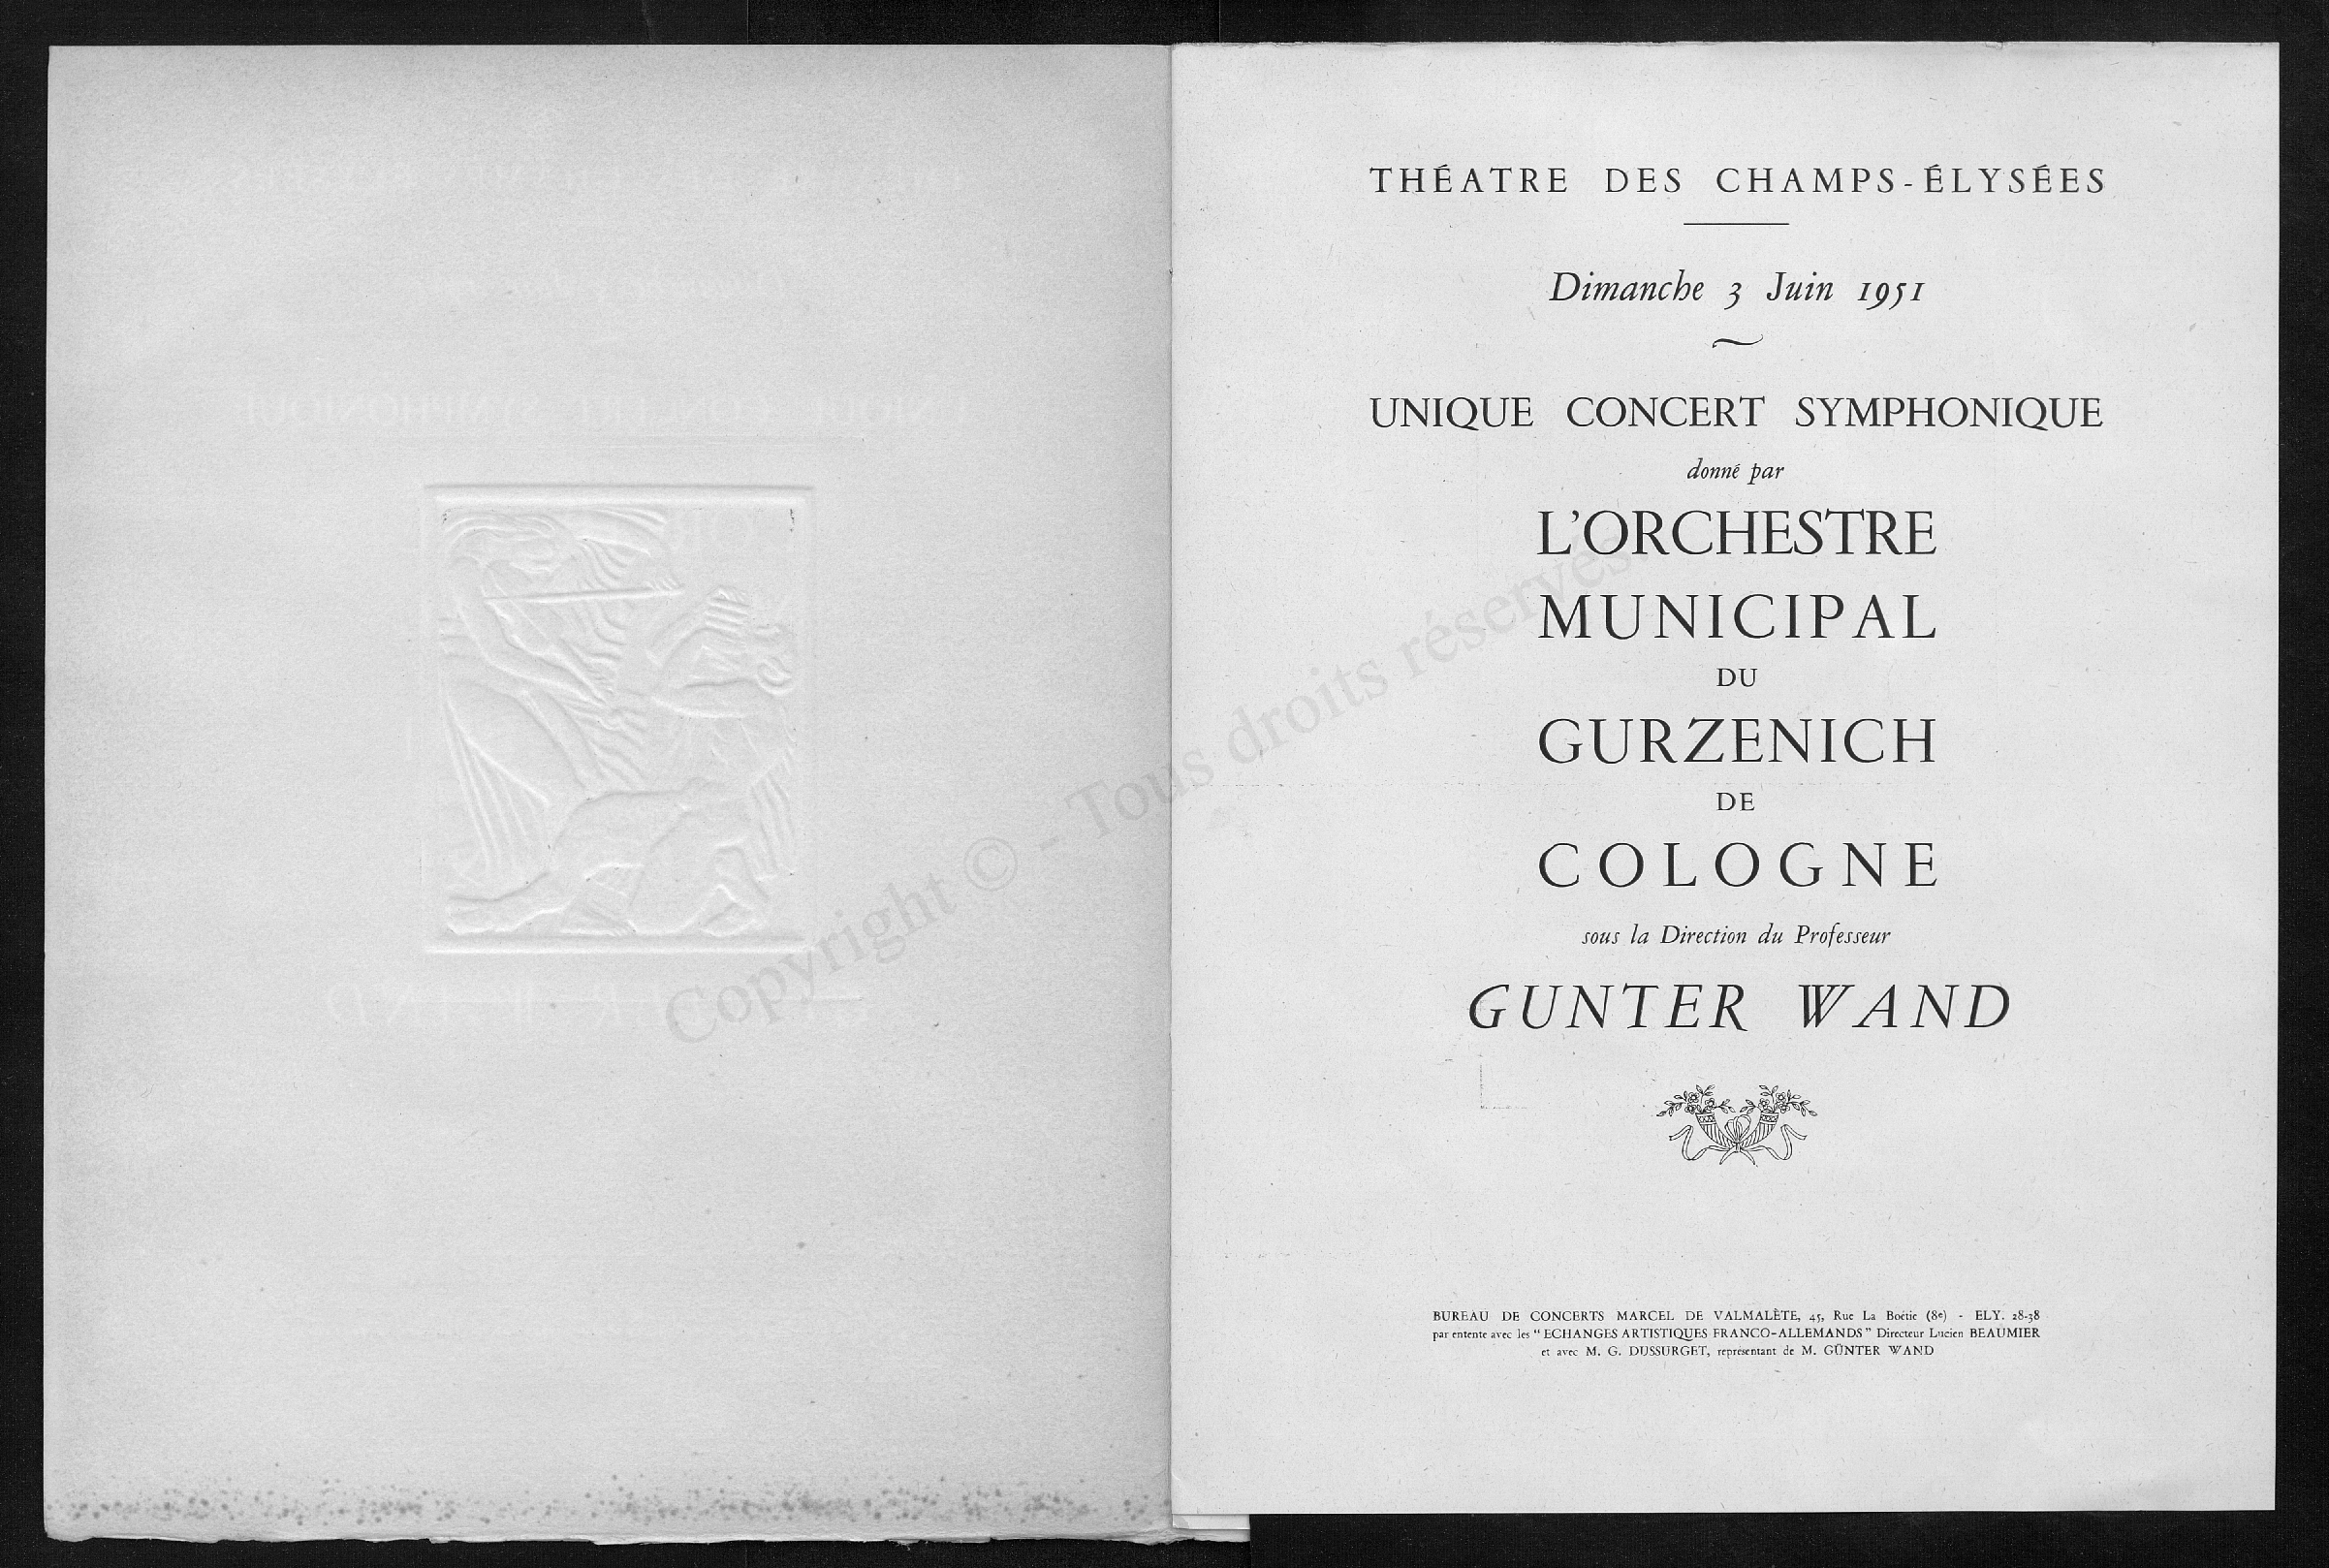 THÉATRE DES CHAMPS-ÉLYSÉES
Dimanche 3 Juin 1951
UNIQUE CONCERT SYMPHONIQUE
donné par
L'ORCHESTRE
MUNICIPAL
DU
GURZENICH
DE
COLOGNE
sous la Direction du Professeur
GUNTER WAND
BUREAU DE CONCERTS MARCEL DE VALMALÈTE, 45, Rue La Boétie (8e) - ELY. 28-38
par entente avec les "ECHANGES ARTISTIQUES FRANCO-ALLEMANDS" Directeur Lucien BEAUMIER
et avec M. G. DUSSURGET, représentant de M. GÜNTER WAND
Copyright © - Tous droits réservés.